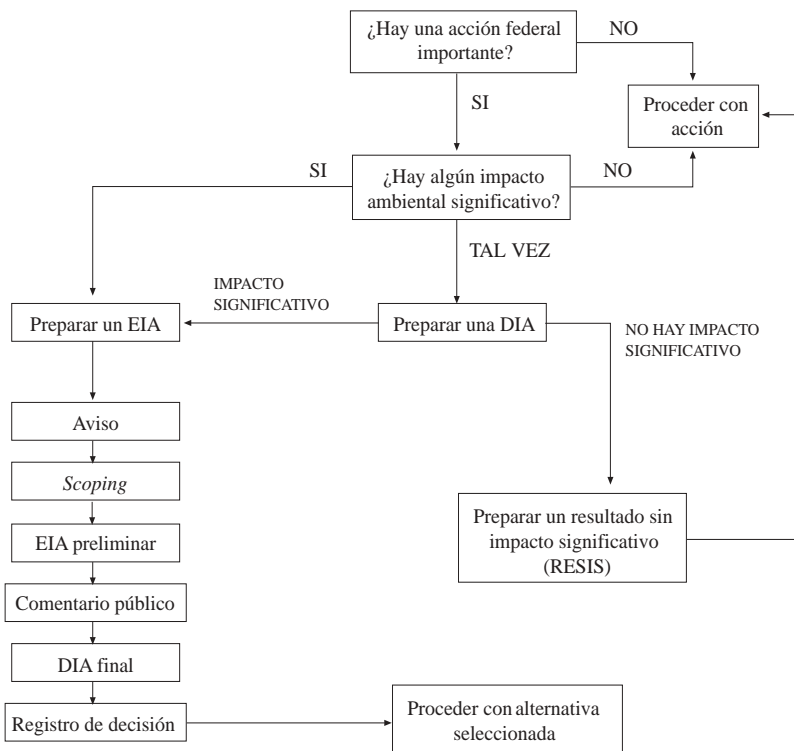 ¿Hay una acción federal
importante?
NO
Proceder con
acción
SI
SI
¿Hay algún impacto
ambiental significativo?
NO
TAL VEZ
IMPACTO
SIGNIFICATIVO
Preparar un EIA
Preparar una DIA
NO HAY IMPACTO
SIGNIFICATIVO
Aviso
Scoping
EIA preliminar
Comentario público
DIA final
Registro de decisión
Preparar un resultado sin
impacto significativo
(RESIS)
Proceder con alternativa
seleccionada